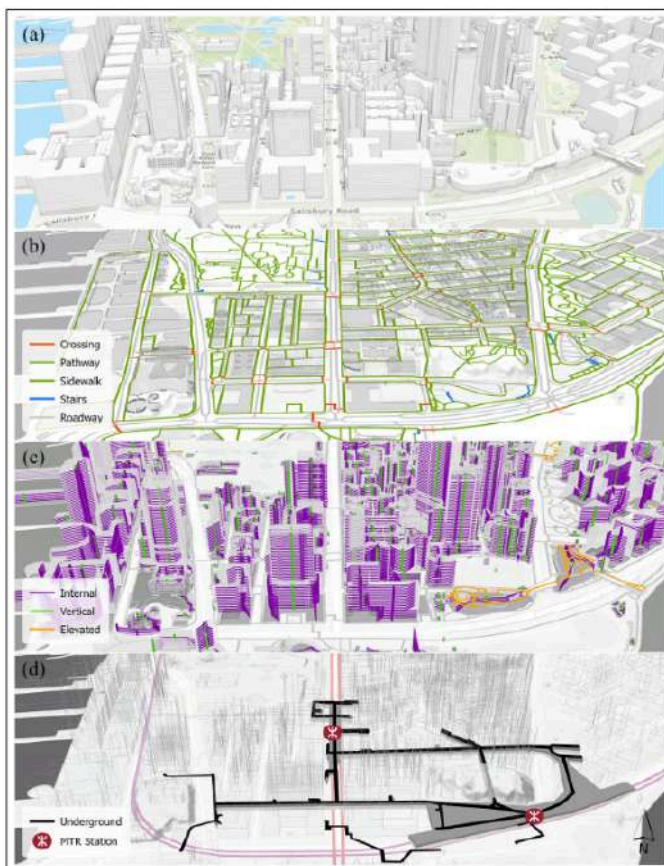 (a)
Salisbury Road
(b)
Crossing
Pathway
Sidewalk
Stairs
Roadway
(c)
Internal
Vertical
Elevated
(d)
Underground
MTR Station
N